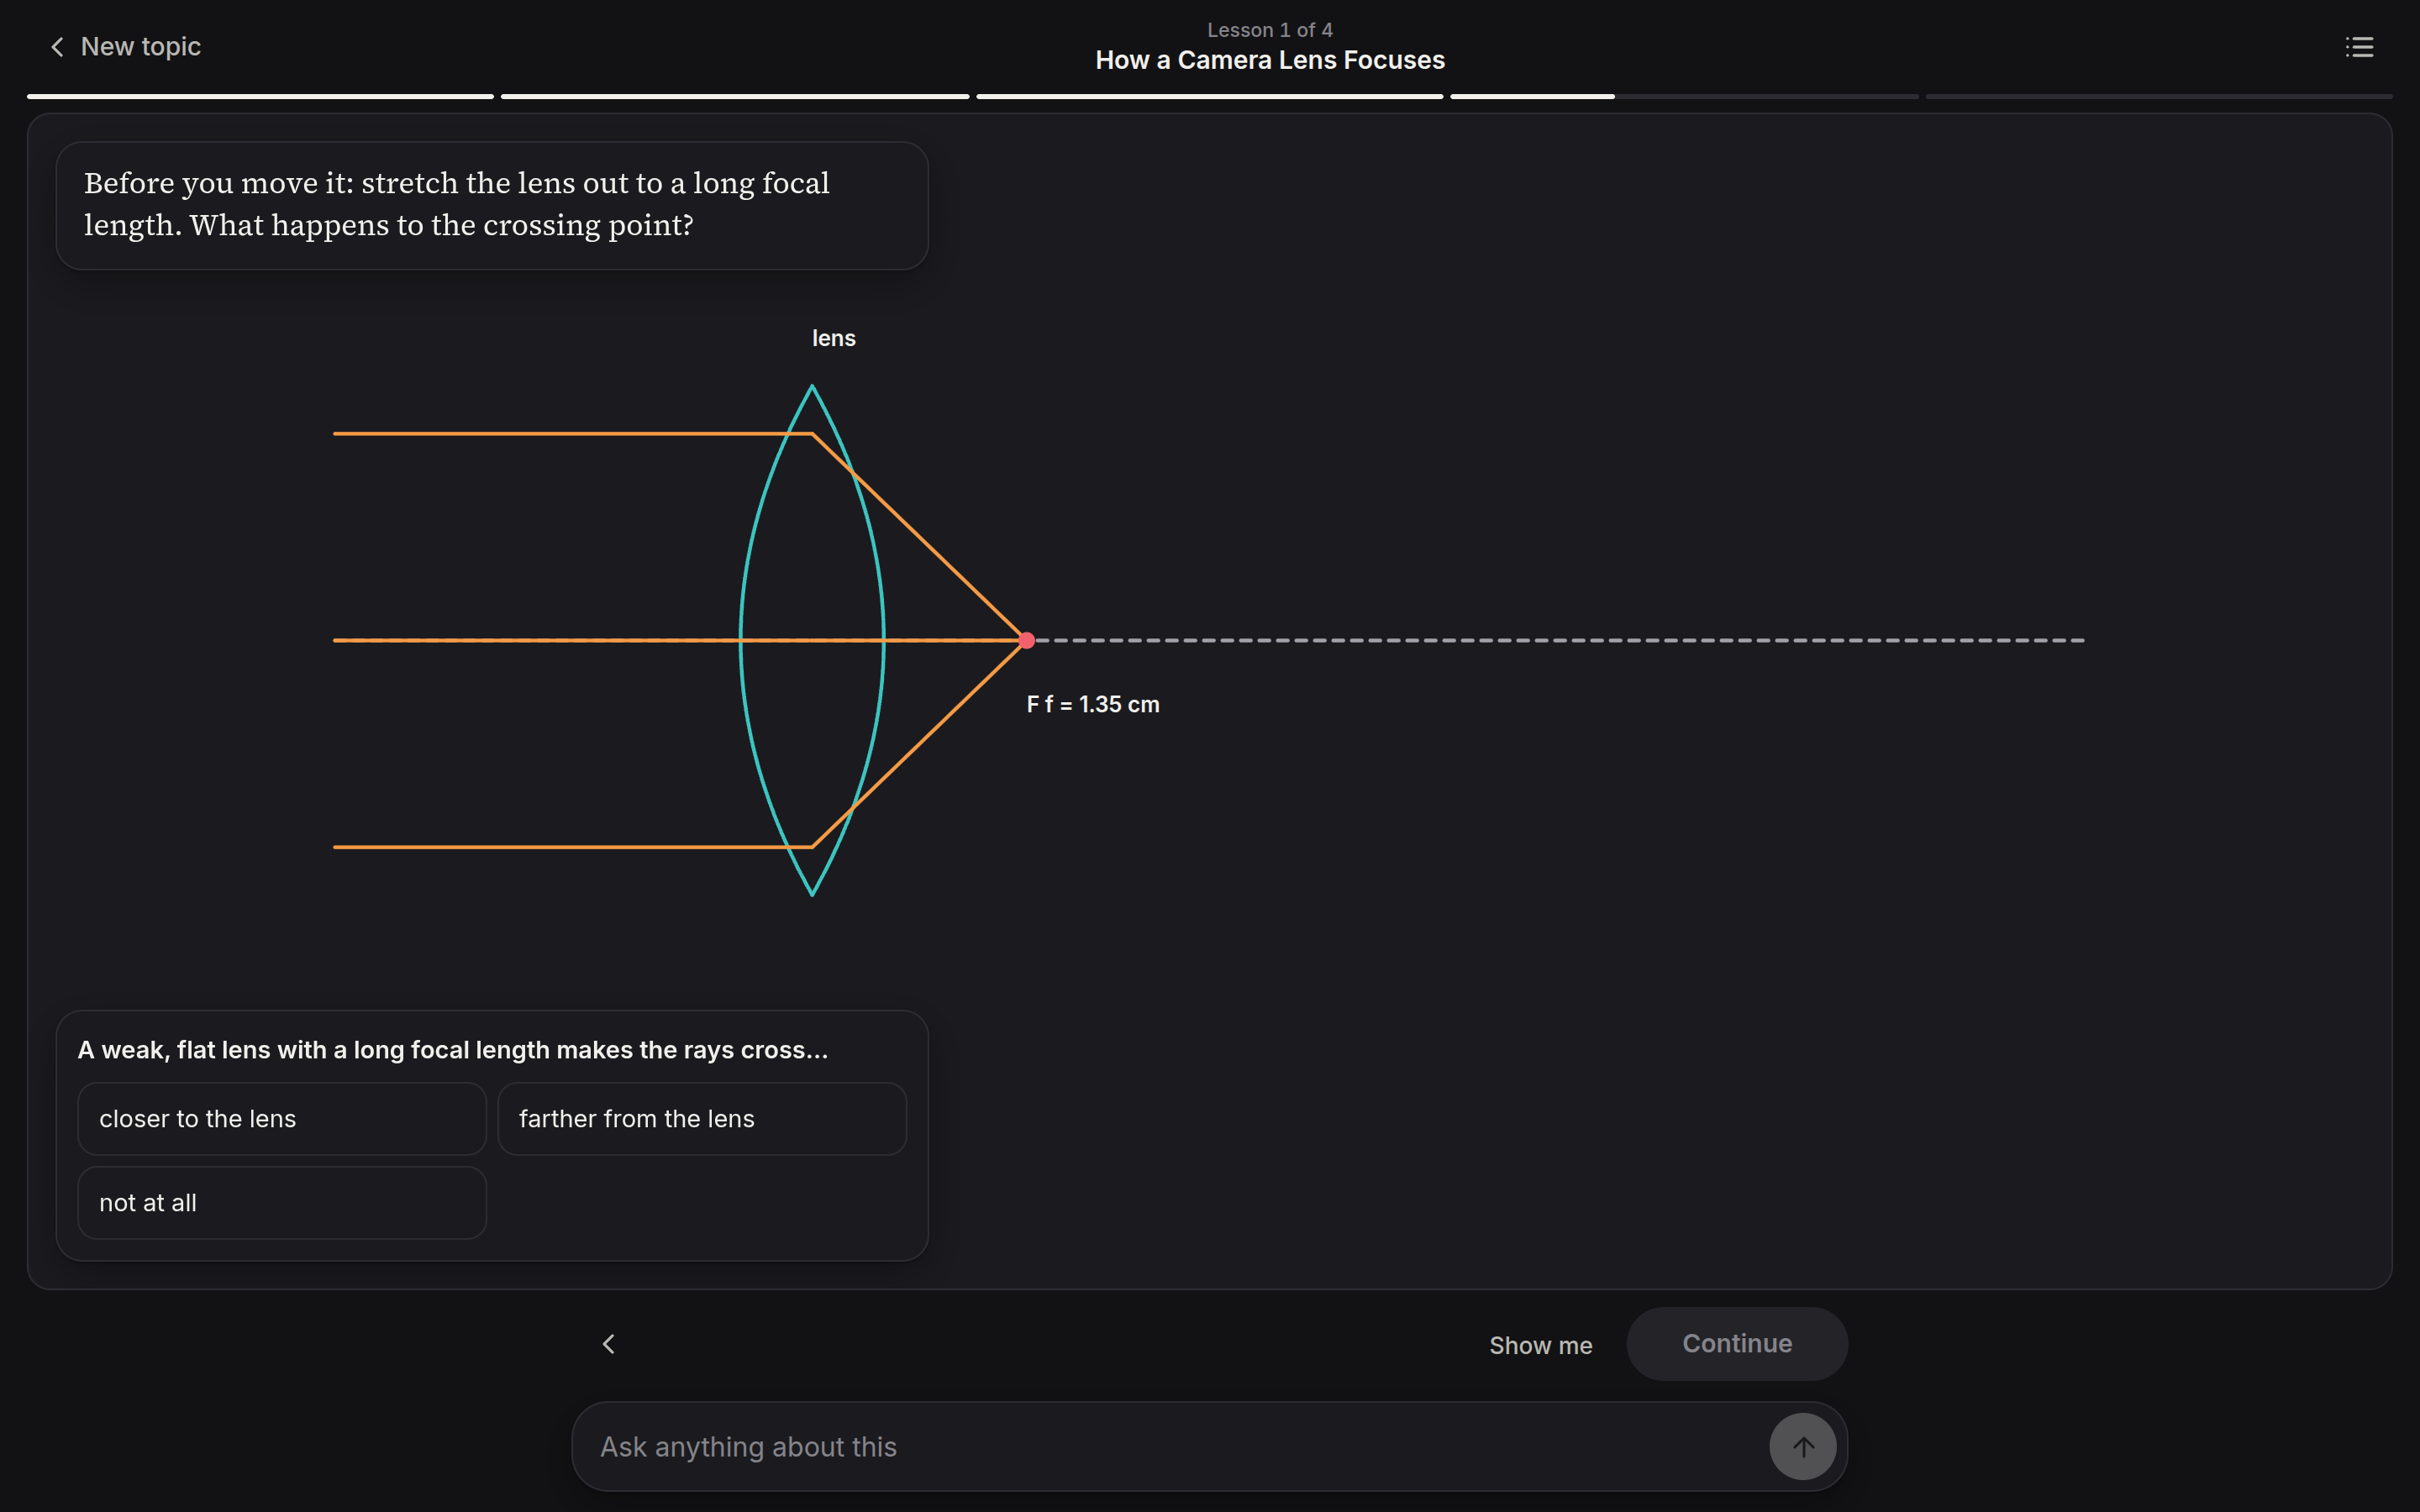 New topic
Lesson 1 of 4
How a Camera Lens Focuses
Before you move it: stretch the lens out to a long focal
length. What happens to the crossing point?
lens
F f = 1.35 cm
A weak, flat lens with a long focal length makes the rays cross…
closer to the lens
farther from the lens
not at all
Show me
Continue
Ask anything about this